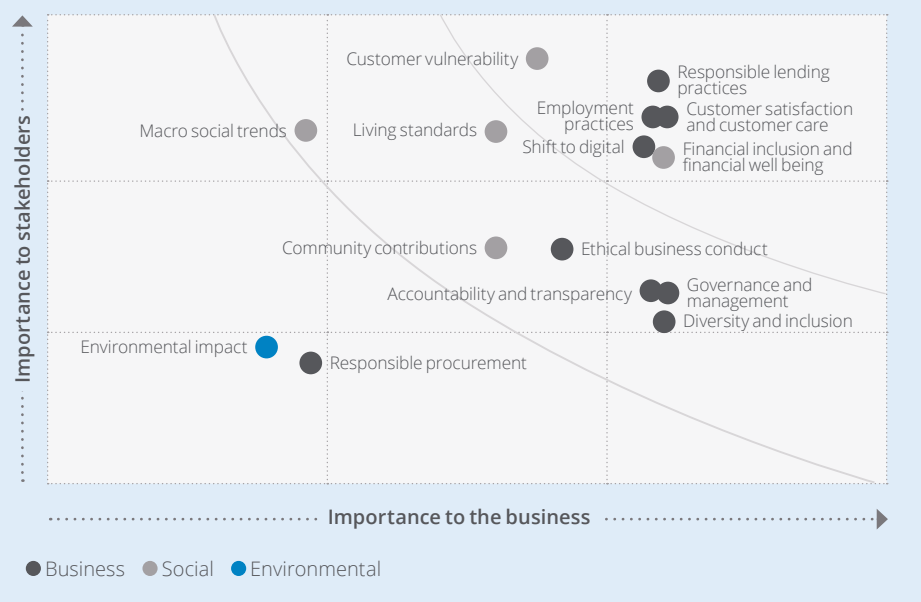 Importance to stakeholders
Customer vulnerability
Responsible lending
practices
Employment
practices
Customer satisfaction
and customer care
Macro social trends
Living standards
Shift to digital
Financial inclusion and
financial well being
Community contributions
Ethical business conduct
Accountability and transparency
Governance and
management
Diversity and inclusion
Environmental impact
Responsible procurement
Importance to the business
Business
Social
Environmental